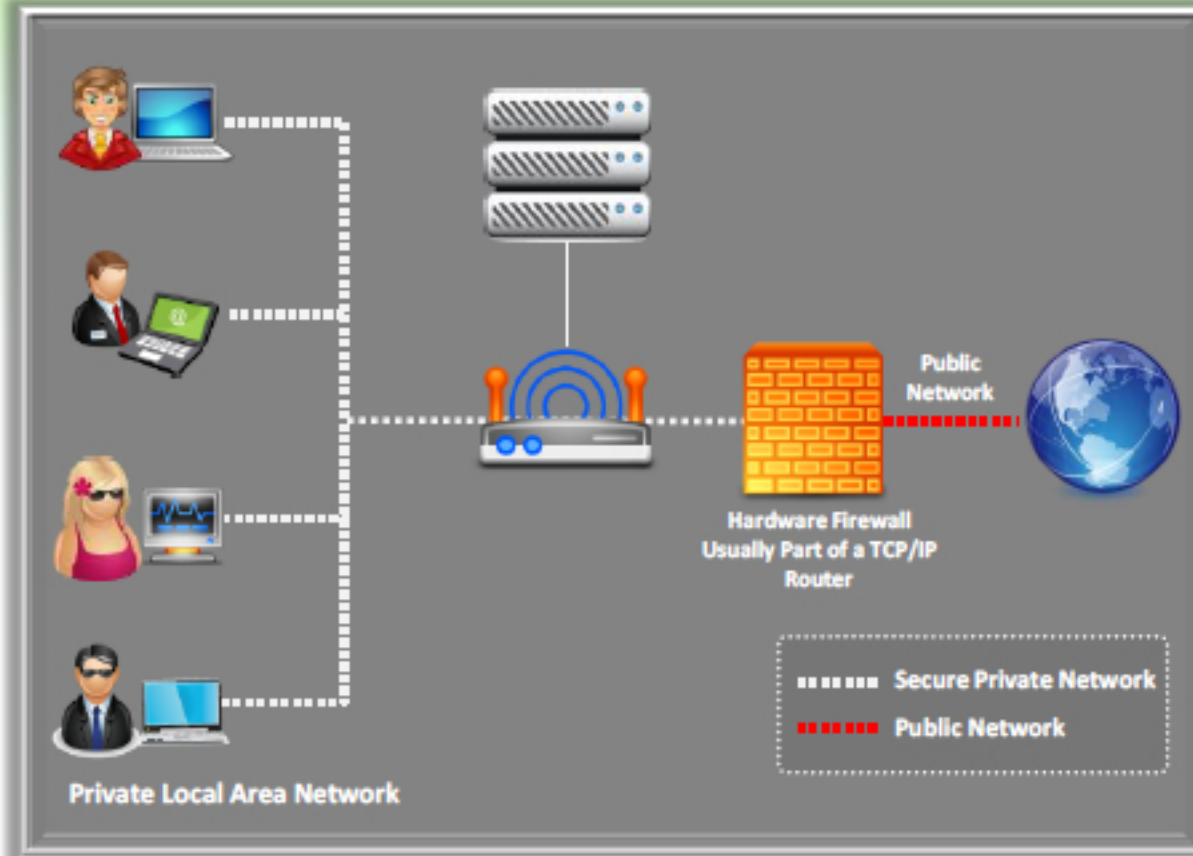 Public
Network
Hardware Firewall
Usually Part of a TCP/IP
Router
Secure Private Network
Public Network
Private Local Area Network